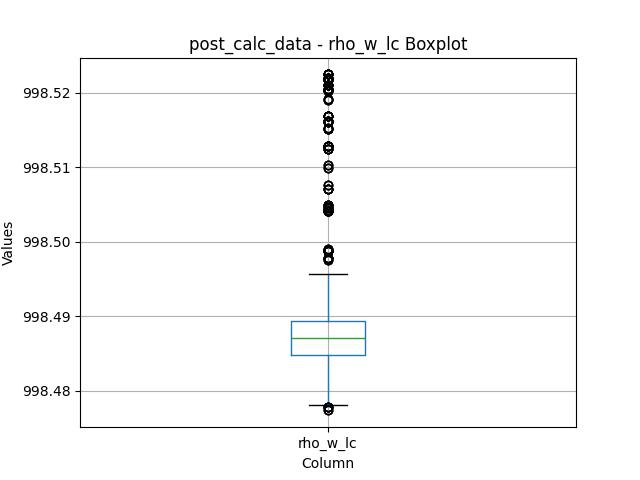 post_calc_data - rho_w_lc Boxplot
998.52
998.51
998.50
998.49
998.48
Values
rho_w_lc
Column